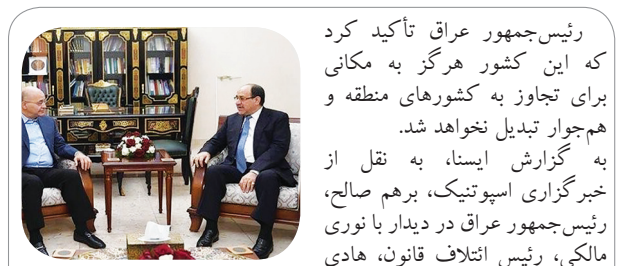 رئیس‌جمهور عراق تأکید کرد
که این کشور هرگز به مکانی
برای تجاوز به کشورهای منطقه و
هم‌جوار تبدیل نخواهد شد.
به گزارش ایسنا، به نقل از
خبرگزاری اسپوتنیک، برهم صالح،
رئیس‌جمهور عراق در دیدار با نوری
مالکی، رئیس ائتلاف قانون، هادی